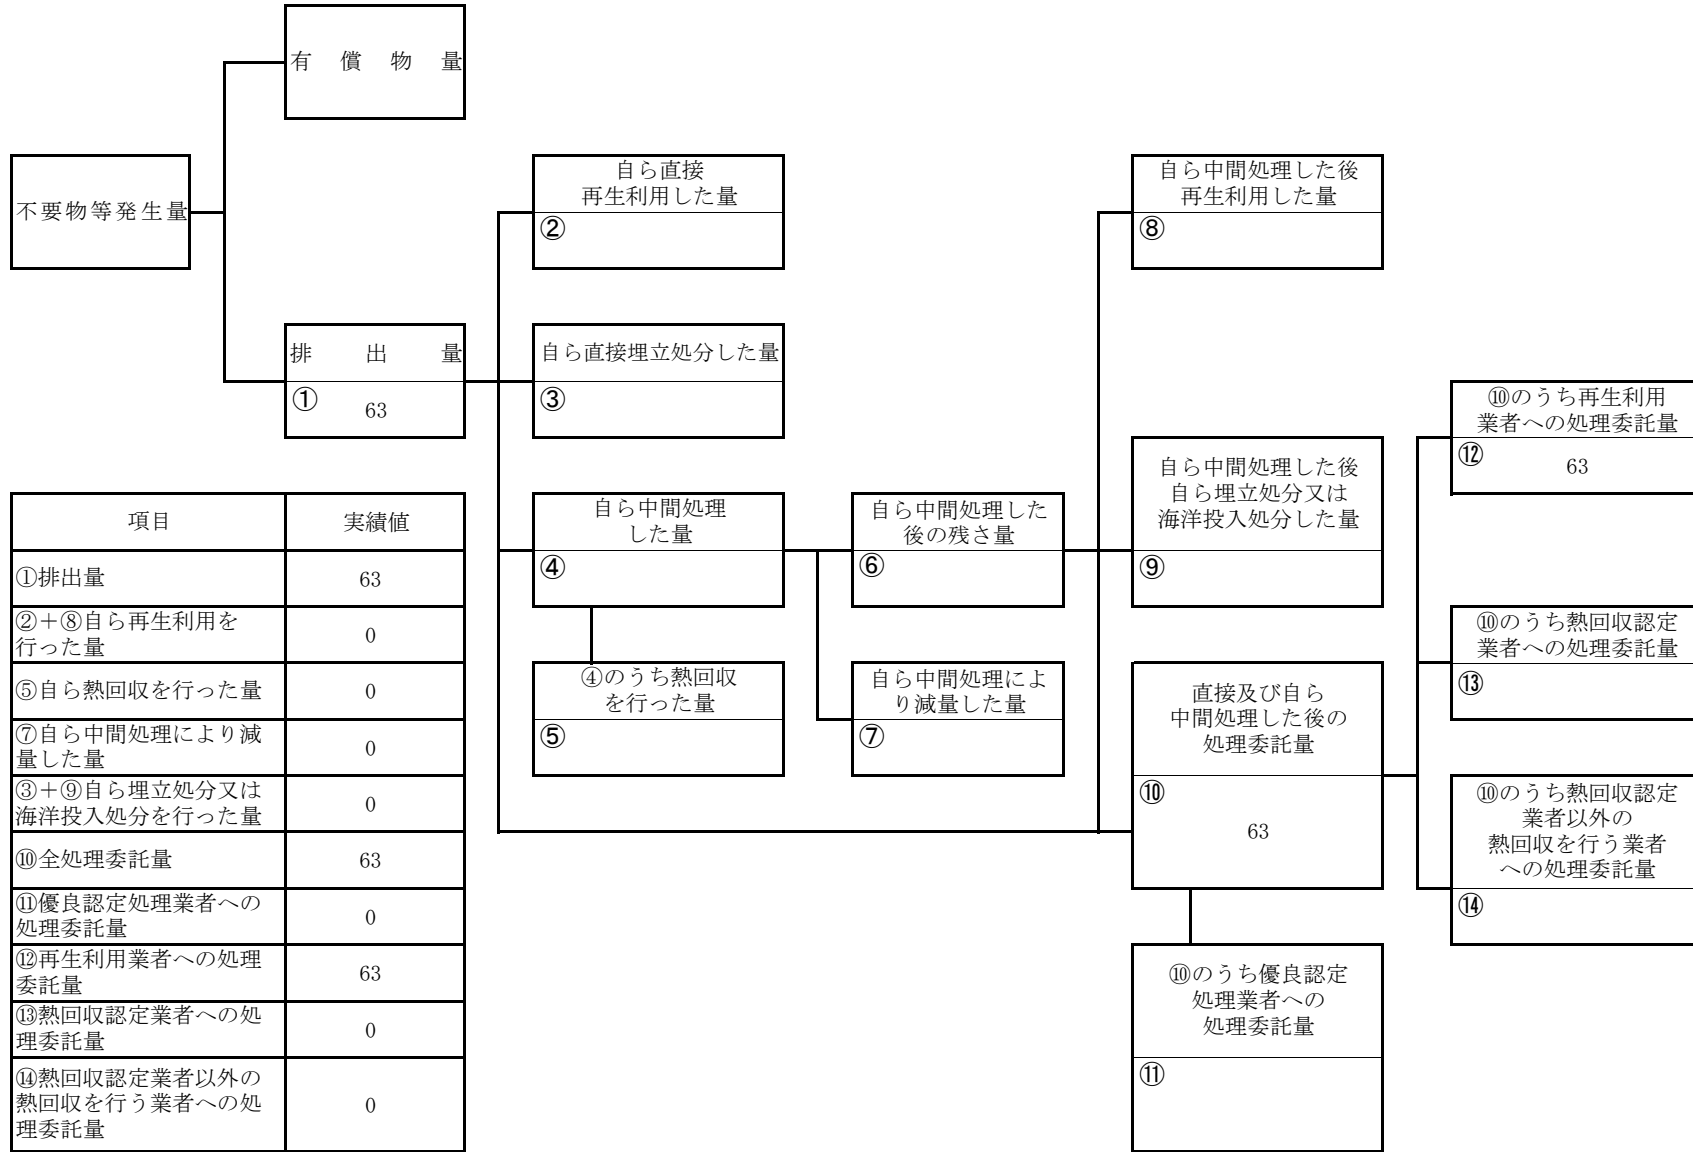 有償物量
不要物等発生量
自ら直接
再生利用した量
②
自ら中間処理した後
再生利用した量
⑧
排出量
①
63
自ら直接埋立処分した量
③
⑩のうち再生利用
業者への処理委託量
⑫
63
自ら中間処理した後
自ら埋立処分又は
海洋投入処分した量
⑨
自ら中間処理
した量
④
自ら中間処理した
後の残さ量
⑥
⑩のうち熱回収認定
業者への処理委託量
⑬
④のうち熱回収
を行った量
⑤
自ら中間処理によ
り減量した量
⑦
直接及び自ら
中間処理した後の
処理委託量
⑩
63
⑩のうち熱回収認定
業者以外の
熱回収を行う業者
への処理委託量
⑭
⑩のうち優良認定
処理業者への
処理委託量
⑪
項目 実績値
①排出量 63
②+⑧自ら再生利用を
行った量
0
⑤自ら熱回収を行った量 0
⑦自ら中間処理により減
量した量
0
③+⑨自ら埋立処分又は
海洋投入処分を行った量
0
⑩全処理委託量 63
⑪優良認定処理業者への
処理委託量
0
⑫再生利用業者への処理
委託量
63
⑬熱回収認定業者への処
理委託量
0
⑭熱回収認定業者以外の
熱回収を行う業者への処
理委託量
0